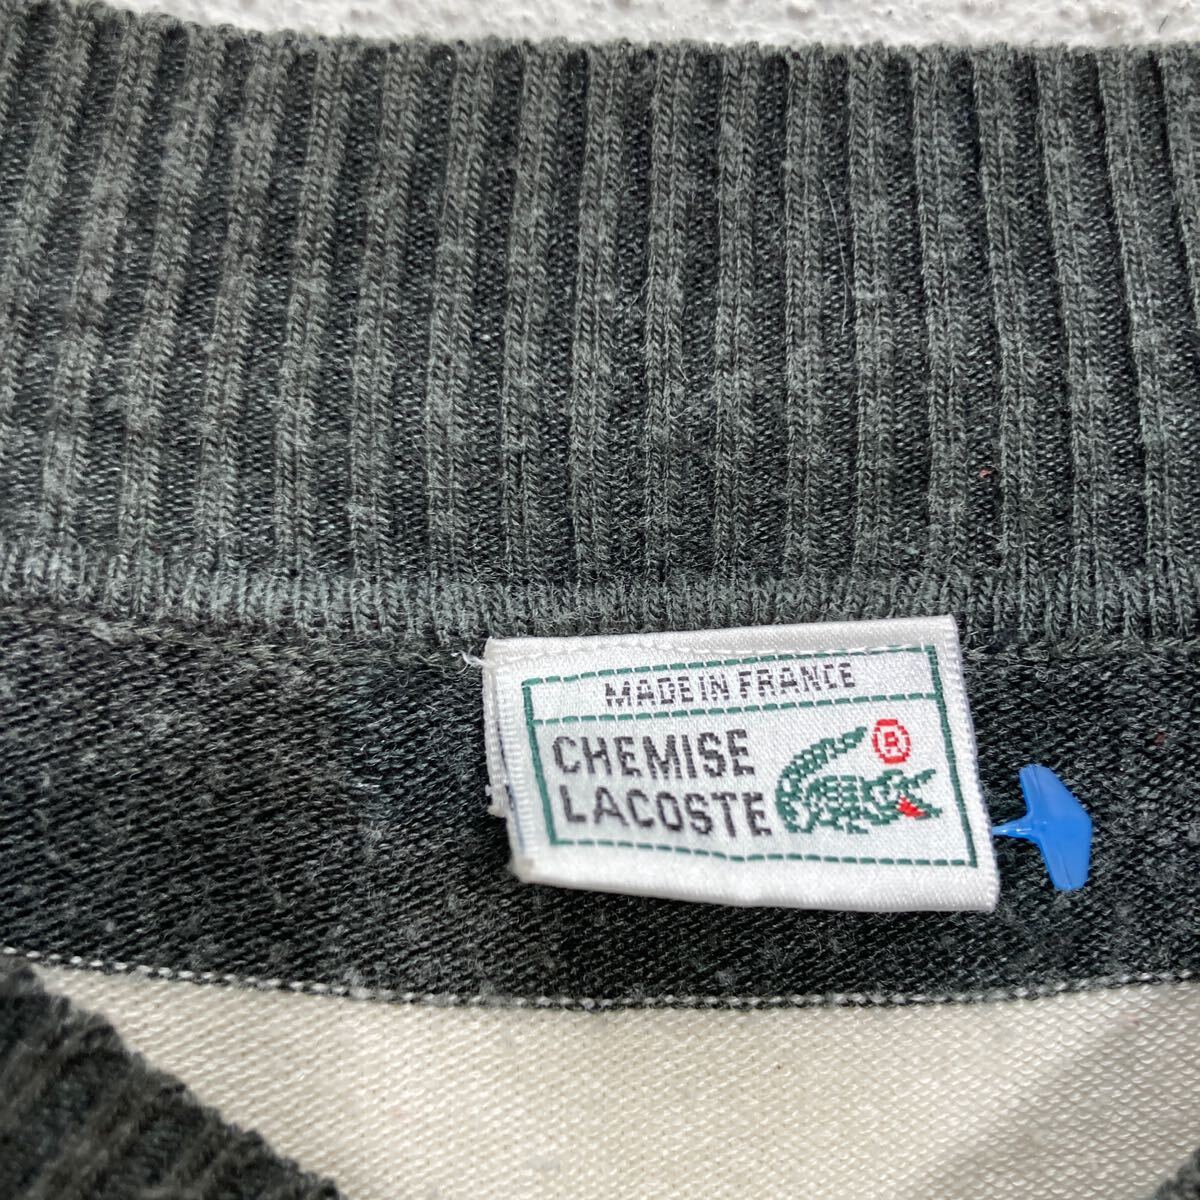 MADE IN FRANCE
CHEMISE
LACOSTE
®